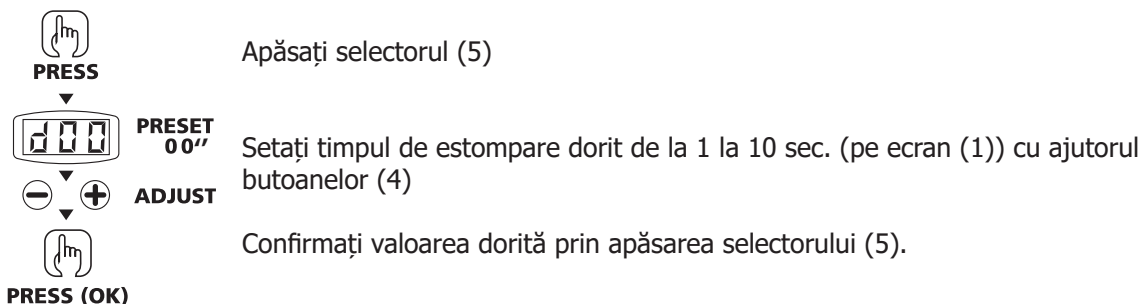 PRESS
Apăsați selectorul (5)
d00
PRESET
00''
Setați timpul de estompare dorit de la 1 la 10 sec. (pe ecran (1)) cu ajutorul
butoanelor (4)
ADJUST
Confirmați valoarea dorită prin apăsarea selectorului (5).
PRESS (OK)